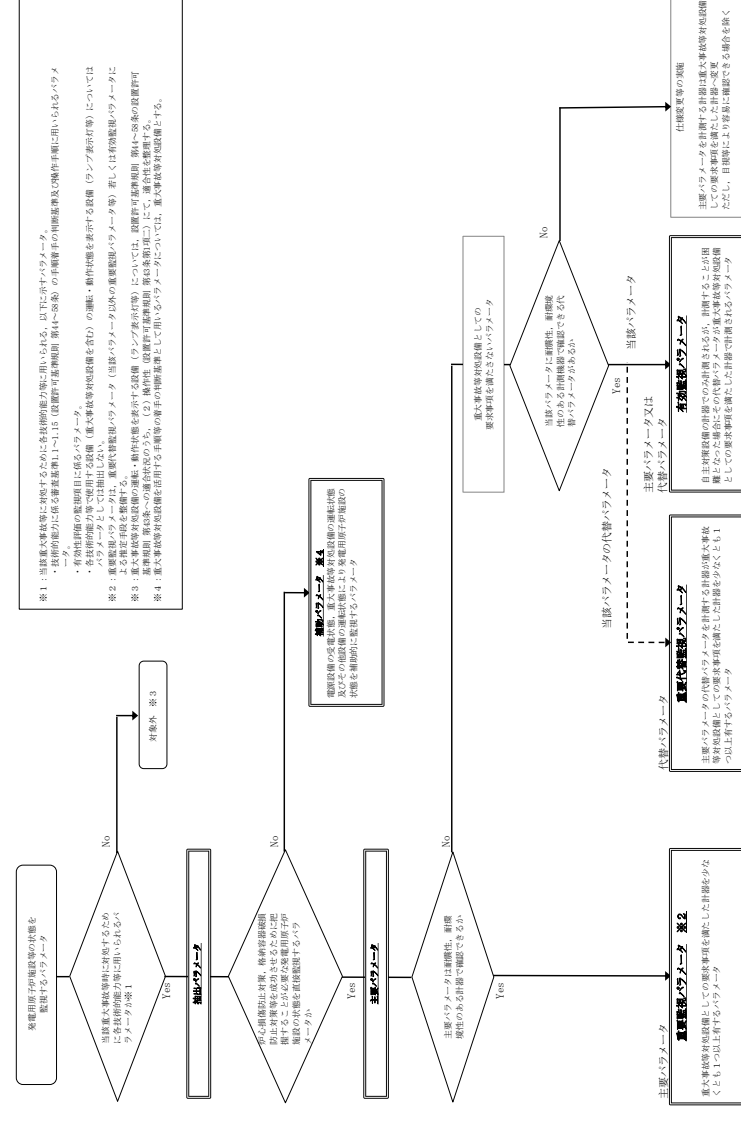 発電用原子炉施設等の状態を
監視するパラメータ
当該重大事故等時に対処するため
に各技術的能力等に用いられるパ
ラメータか※1
No
対象外 ※3
Yes
抽出パラメータ
炉心損傷防止対策、格納容器破損
防止対策等を成功させるために把
握することが必要な発電用原子炉
施設の状態を直接監視するパラ
メータか
No
補助パラメータ ※4
電源設備の受電状態、重大事故等対処設備の運転状態
及びその他設備の運転状態により発電用原子炉施設の
状態を補助的に監視するパラメータ
Yes
主要パラメータ
主要パラメータは耐震性、耐環
境性のある計器で確認できるか
No
重大事故等対処設備としての
要求事項を満たさないパラメータ
当該パラメータに耐震性、耐環境
性のある計測機器で確認できる代
替パラメータがあるか
No
仕様変更等の実施
主要パラメータを計測する計器は重大事故等対処設備
としての要求事項を満たした計器へ変更
ただし、目視等により容易に確認できる場合を除く
Yes
当該パラメータ
当該パラメータの代替パラメータ
Yes
主要パラメータ
重要監視パラメータ ※2
重大事故等対処設備としての要求事項を満たした計器を少な
くとも1つ以上有するパラメータ
代替パラメータ
重要代替監視パラメータ
主要パラメータの代替パラメータを計測する計器が重大事故
等対処設備としての要求事項を満たした計器を少なくとも1
つ以上有するパラメータ
主要パラメータ又は
代替パラメータ
有効監視パラメータ
自主対策設備の計器でのみ計測されるが、計測することが困
難となった場合にその代替パラメータが重大事故等対処設備
としての要求事項を満たした計器で計測されるパラメータ
※1:当該重大事故等に対処するために各技術的能力等に用いられる、以下に示すパラメータ。
・技術的能力に係る審査基準1.1～1.15(設置許可基準規則 第44～58条)の手順着手の判断基準及び操作手順に用いられるパラメ
ータ。
・有効性評価の監視項目に係るパラメータ。
・各技術的能力等で使用する設備(重大事故等対処設備を含む)の運転・動作状態を表示する設備(ランプ表示灯等)については
パラメータとしては抽出しない。
※2:重要監視パラメータは、重要代替監視パラメータ(当該パラメータ以外の重要監視パラメータ等)若しくは有効監視パラメータに
よる推定手段を整備する。
※3:重大事故等対処設備の運転・動作状態を表示する設備(ランプ表示灯等)については、設置許可基準規則 第44～58条の設置許可
基準規則 第43条への適合状況のうち、(2)操作性(設置許可基準規則 第43条第1項二)にて、適合性を整理する。
※4:重大事故等対処設備を活用する手順等の着手の判断基準として用いるパラメータについては、重大事故等対処設備とする。